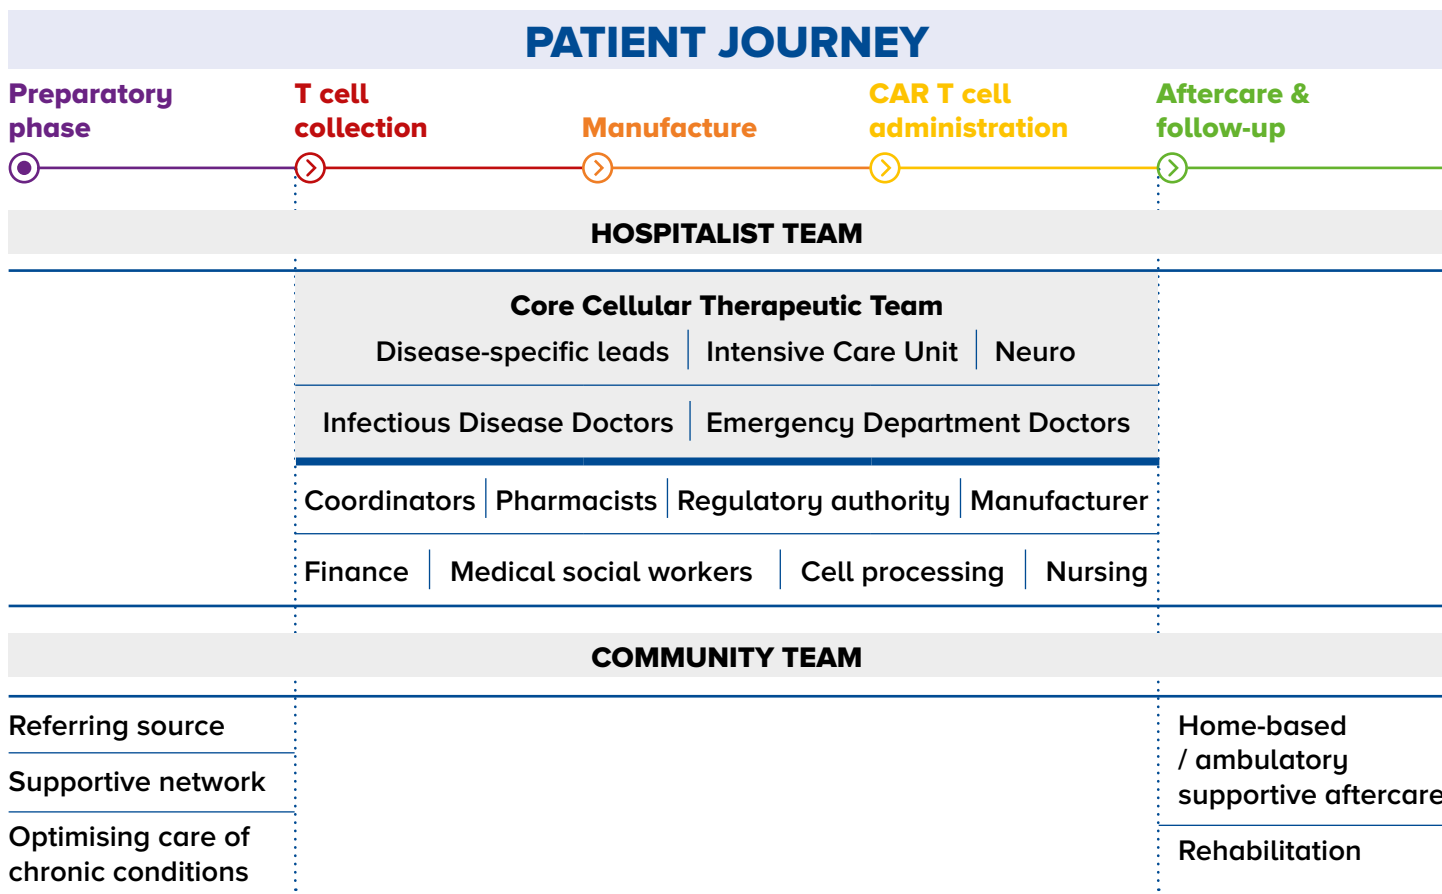 PATIENT JOURNEY
Preparatory
phase
T cell
collection
Manufacture
CAR T cell
administration
Aftercare &
follow-up
HOSPITALIST TEAM
Core Cellular Therapeutic Team
Disease-specific leads Intensive Care Unit Neuro
Infectious Disease Doctors Emergency Department Doctors
Coordinators Pharmacists Regulatory authority Manufacturer
Finance Medical social workers Cell processing Nursing
COMMUNITY TEAM
Referring source
Supportive network
Optimising care of
chronic conditions
Home-based
/ ambulatory
supportive aftercare
Rehabilitation